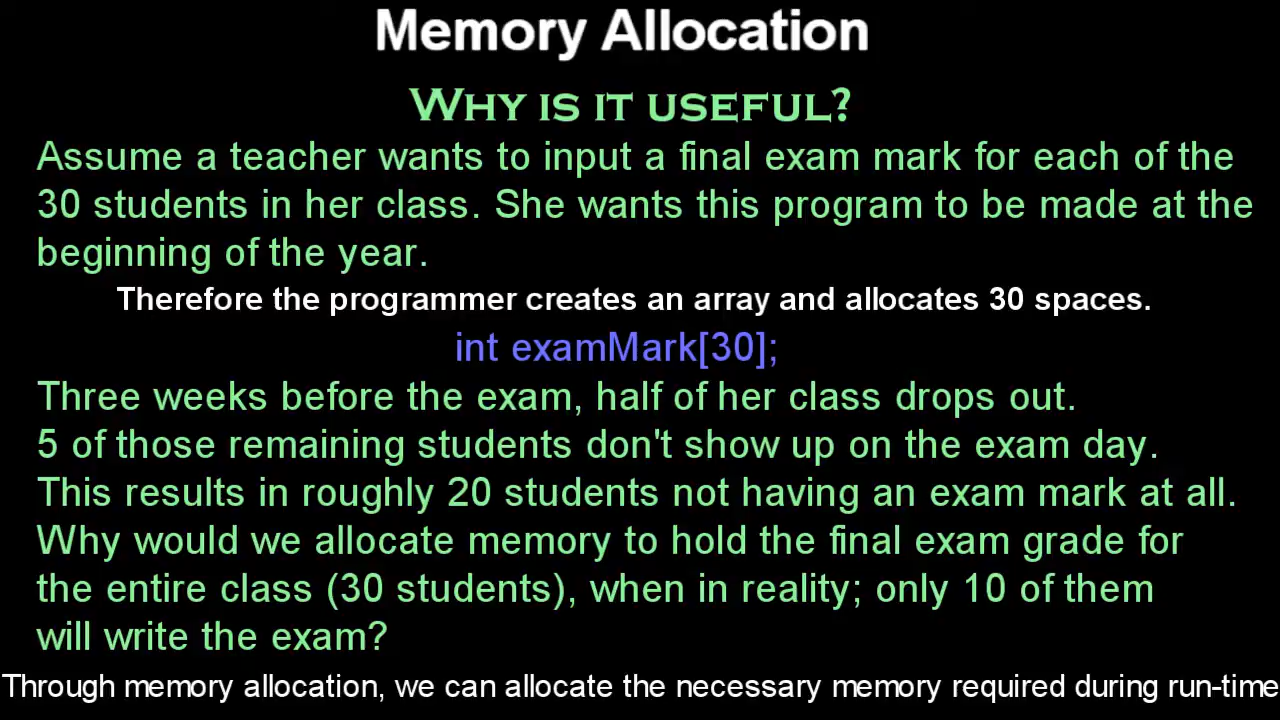 Memory Allocation
WHY IS IT USEFUL?
Assume a teacher wants to input a final exam mark for each of the
30 students in her class. She wants this program to be made at the
beginning of the year.
Therefore the programmer creates an array and allocates 30 spaces.
int examMark[30];
Three weeks before the exam, half of her class drops out.
5 of those remaining students don't show up on the exam day.
This results in roughly 20 students not having an exam mark at all.
Why would we allocate memory to hold the final exam grade for
the entire class (30 students), when in reality; only 10 of them
will write the exam?
Through memory allocation, we can allocate the necessary memory required during run-time